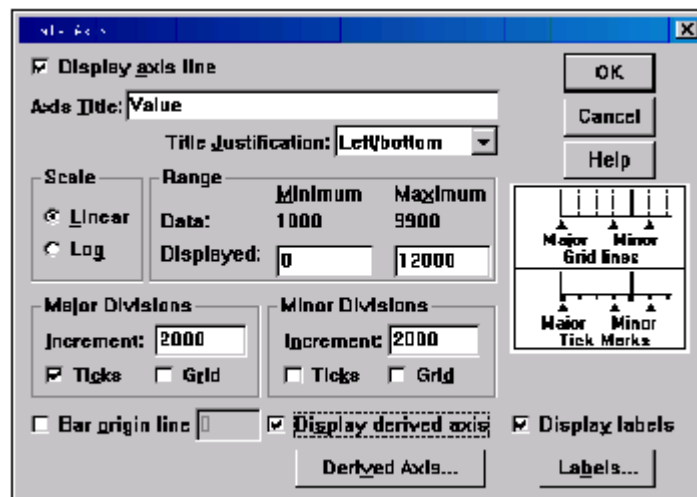 Display axis line
OK
Axis Title: Value
Cancel
Title Justification: Left/bottom
Help
Scale
Range
Minimum Maximum
Linear
Data: 1000 9900
Log
Displayed: 0 12000
Major Minor
Grid lines
Major Divisions
Minor Divisions
Major Minor
Tick Marks
Increment: 2000
Increment: 2000
Ticks Grid
Ticks Grid
Bar origin line 0
Display derived axis
Display labels
Derived Axis...
Labels...